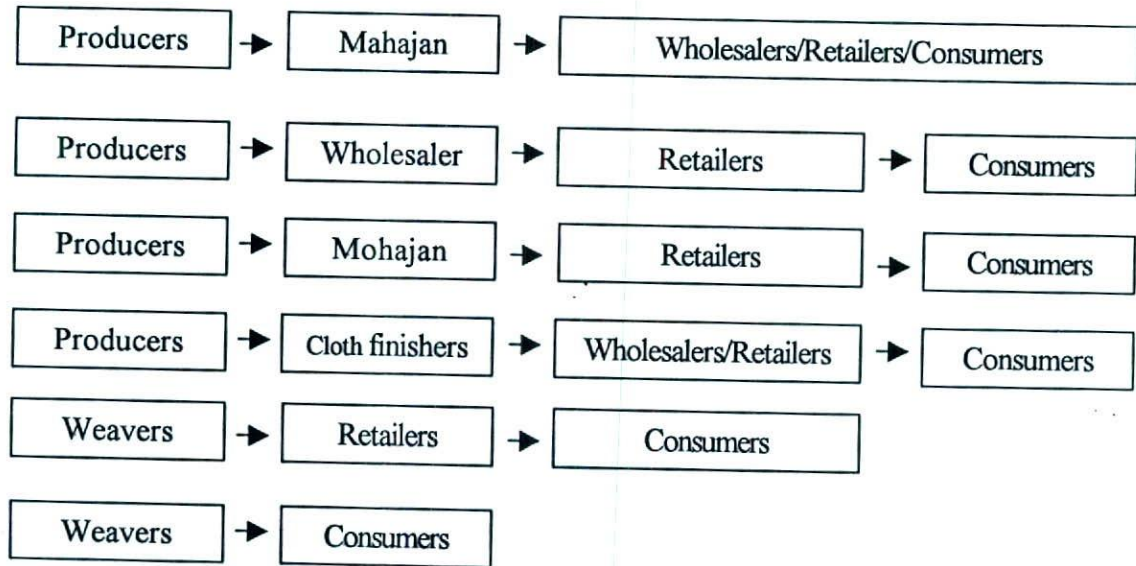 Producers → Mahajan → Wholesalers/Retailers/Consumers
Producers → Wholesaler → Retailers → Consumers
Producers → Mohajan → Retailers → Consumers
Producers → Cloth finishers → Wholesalers/Retailers → Consumers
Weavers → Retailers → Consumers
Weavers → Consumers